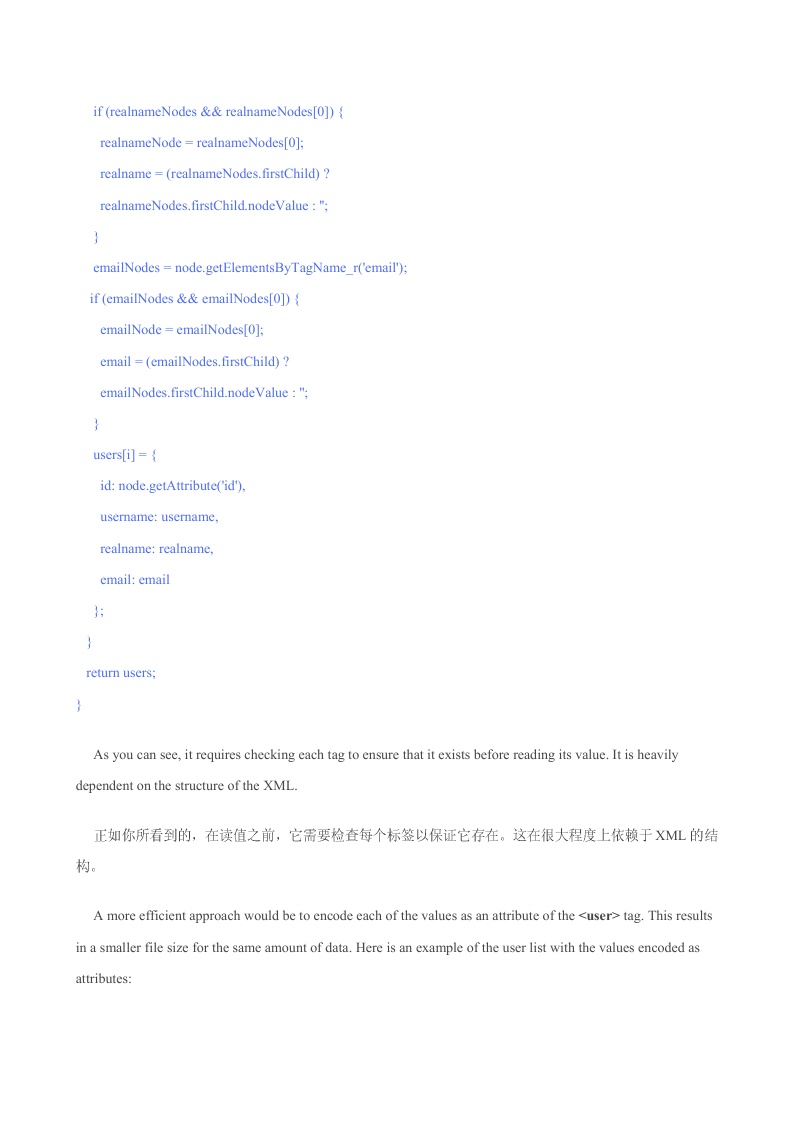 if (realnameNodes && realnameNodes[0]) {
realnameNode = realnameNodes[0];
realname = (realnameNodes.firstChild) ?
realnameNodes.firstChild.nodeValue : '';
}
emailNodes = node.getElementsByTagName_r('email');
if (emailNodes && emailNodes[0]) {
emailNode = emailNodes[0];
email = (emailNodes.firstChild) ?
emailNodes.firstChild.nodeValue : '';
}
users[i] = {
id: node.getAttribute('id'),
username: username,
realname: realname,
email: email
};
}
return users;
}
As you can see, it requires checking each tag to ensure that it exists before reading its value. It is heavily
dependent on the structure of the XML.
正如你所看到的，在读值之前，它需要检查每个标签以保证它存在。这在很大程度上依赖于 XML 的结
构。
A more efficient approach would be to encode each of the values as an attribute of the <user> tag. This results
in a smaller file size for the same amount of data. Here is an example of the user list with the values encoded as
attributes: